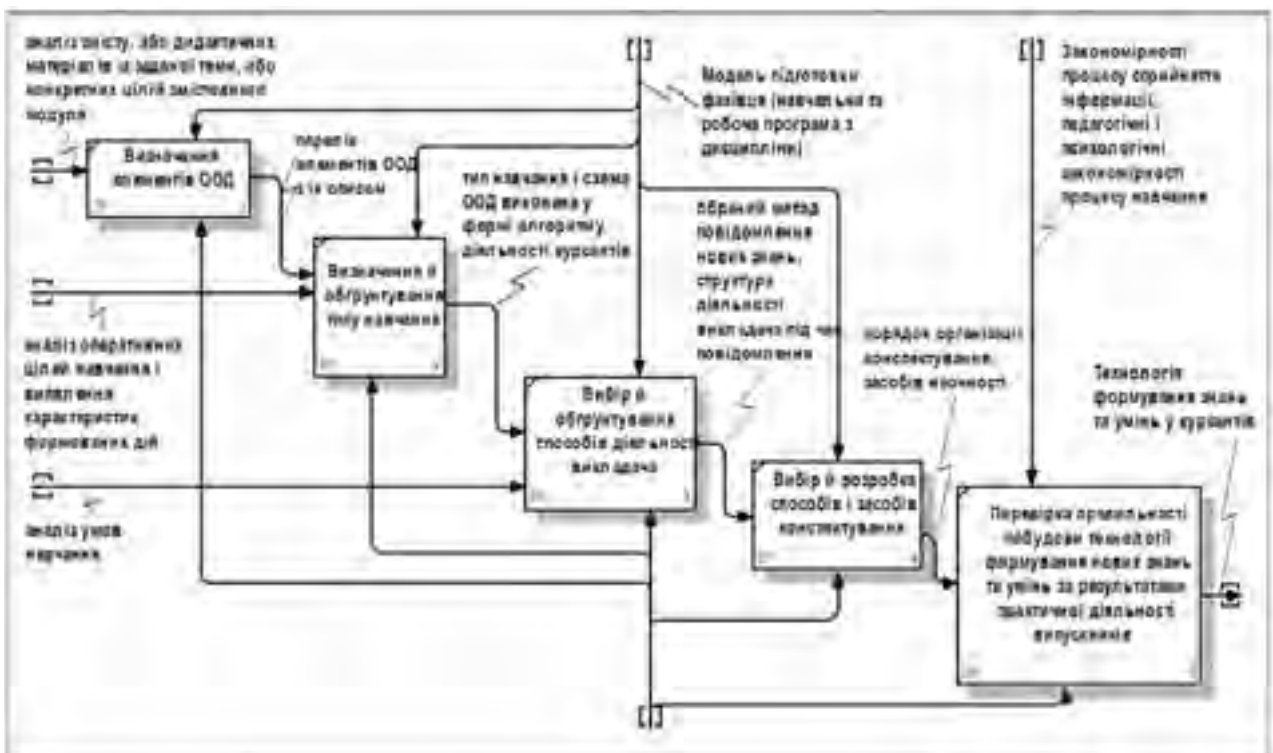 аналіз змісту, або дидактичних
матеріалів із заданої теми, або
конкретних цілей змістовного
модуля
Визначення
елементів ООД
перелік
елементів ООД
з їх описом
Модель підготовки
фахівця (навчальна та
робоча програма з
дисципліни)
Закономірності
процесу сприйняття
інформації,
педагогічні і
психологічні
закономірності
процесу навчання
тип навчання і схема
ООД виконана у
формі алгоритму
діяльності курсантів
Визначення й
обґрунтування
типу навчання
обраний метод
повідомлення
нових знань,
структура
діяльності
викладача під час
повідомлення
аналіз оперативних
цілей навчання і
виявлення
характеристик
формованих дій
Вибір й
обґрунтування
способів діяльності
викладача
порядок організації
конспектування,
засобів наочності
Технологія
формування знань
та умінь у курсантів
аналіз умов
навчання
Вибір й розробка
способів і засобів
конспектування
Перевірка правильності
побудови технології
формування нових знань
та умінь за результатами
практичної діяльності
випускників